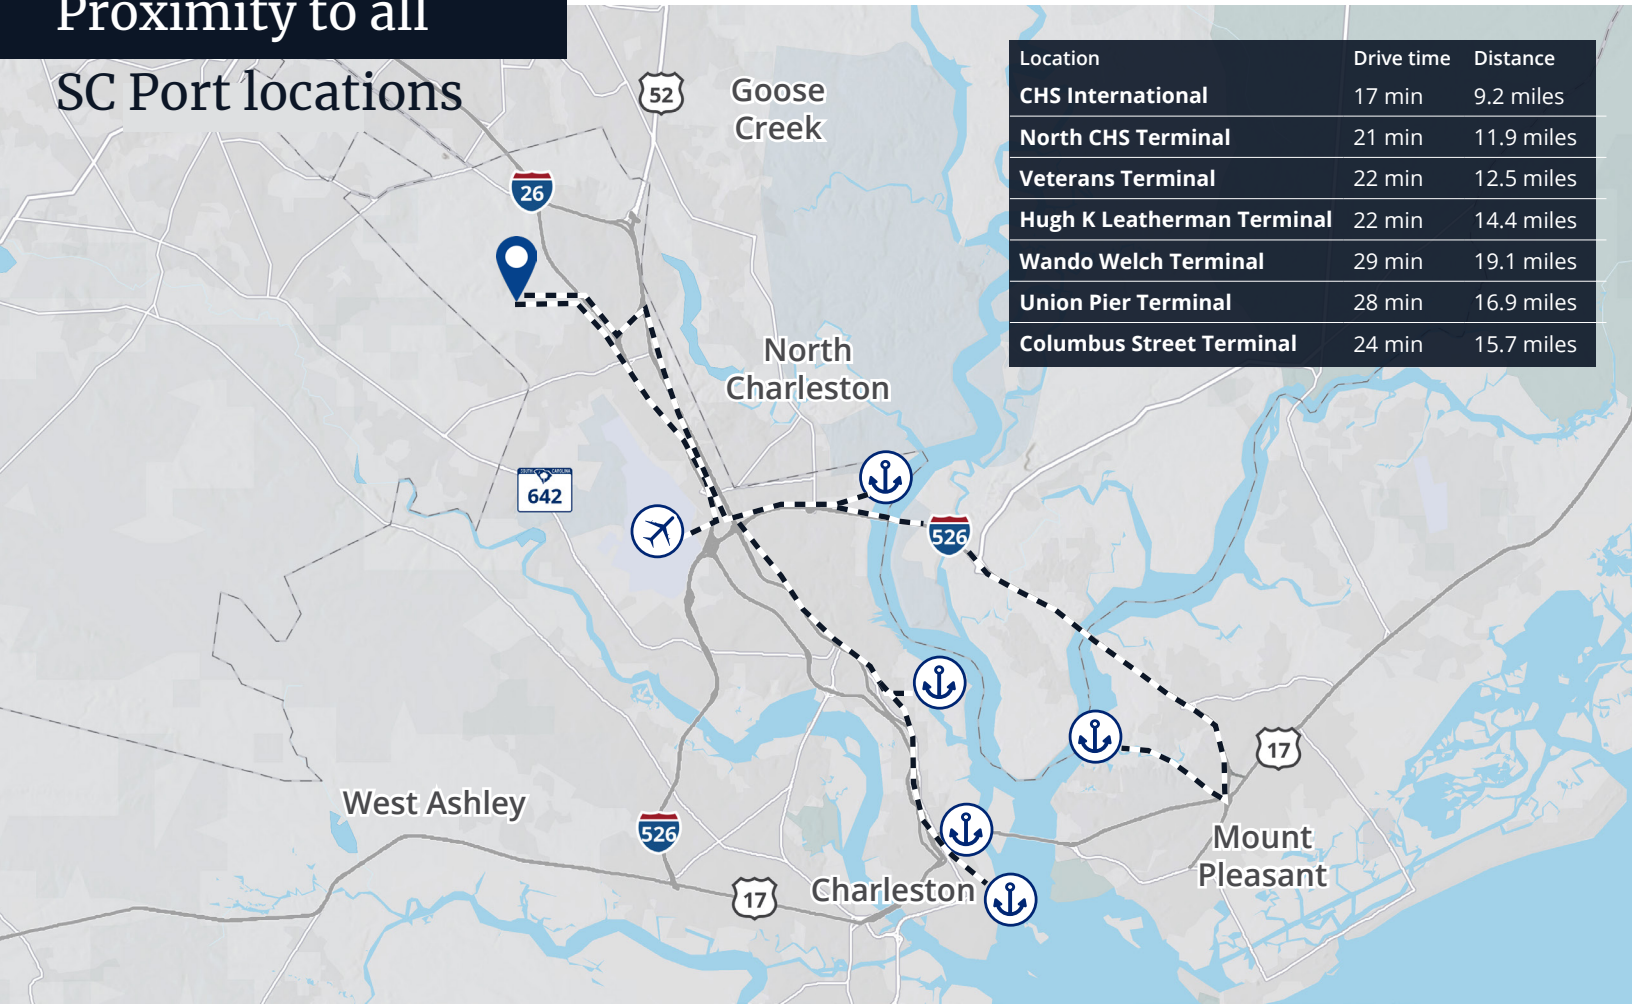 Proximity to all
SC Port locations
Location Drive time Distance
CHS International 17 min 9.2 miles
North CHS Terminal 21 min 11.9 miles
Veterans Terminal 22 min 12.5 miles
Hugh K Leatherman Terminal 22 min 14.4 miles
Wando Welch Terminal 29 min 19.1 miles
Union Pier Terminal 28 min 16.9 miles
Columbus Street Terminal 24 min 15.7 miles
52
Goose
Creek
26
North
Charleston
SOUTH CAROLINA
642
526
17
West Ashley
526
Mount
Pleasant
17
Charleston